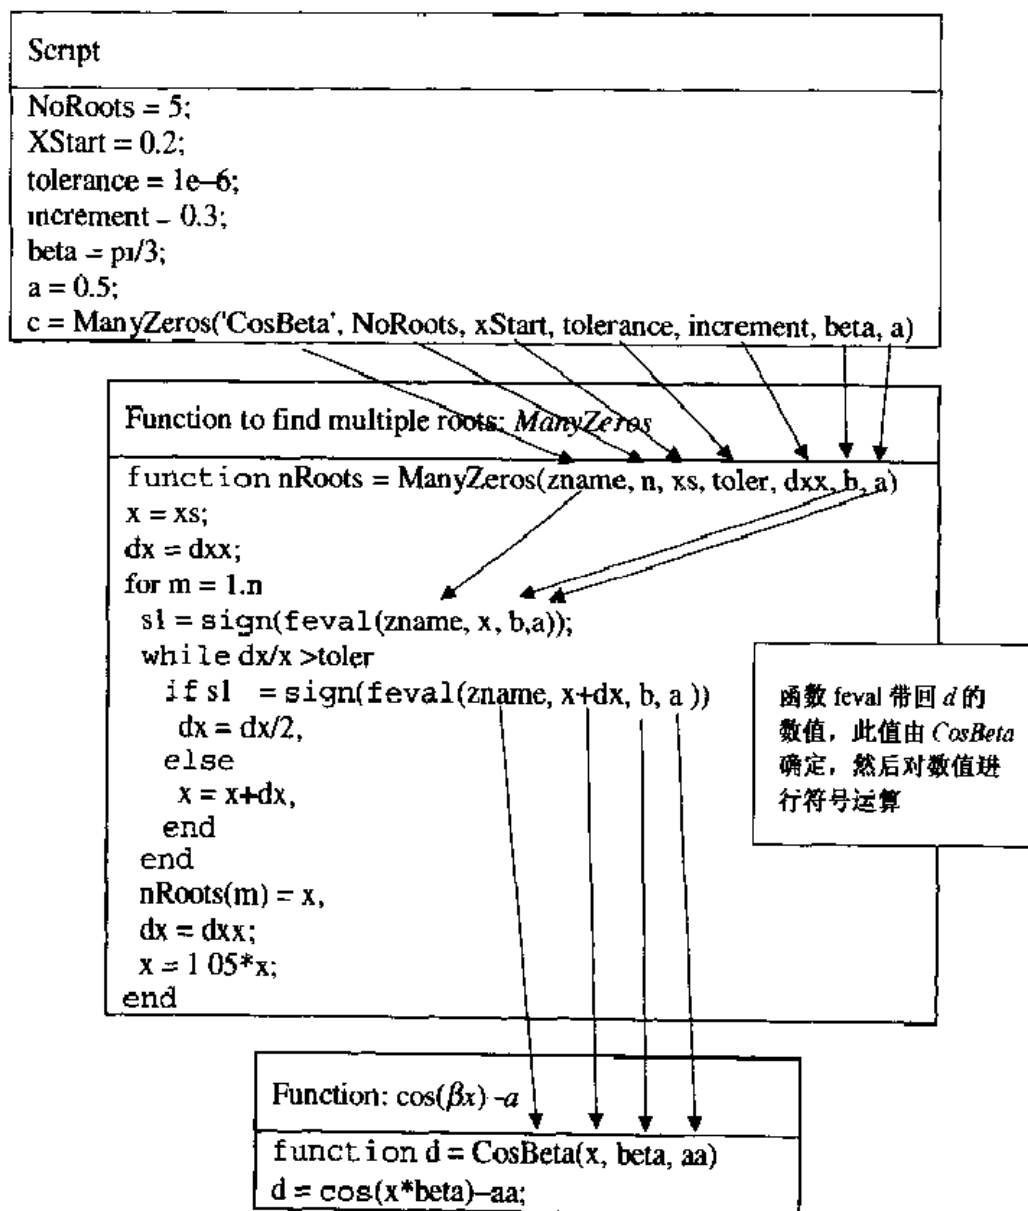 Script
NoRoots = 5;
XStart = 0.2;
tolerance = 1e–6;
increment – 0.3;
beta = pi/3;
a = 0.5;
c = ManyZeros('CosBeta', NoRoots, xStart, tolerance, increment, beta, a)
Function to find multiple roots: ManyZeros
function nRoots = ManyZeros(zname, n, xs, toler, dxx, b, a)
x = xs;
dx = dxx;
for m = 1.n
s1 = sign(feval(zname, x, b,a));
while dx/x >toler
if s1 = sign(feval(zname, x+dx, b, a ))
dx = dx/2,
else
x = x+dx,
end
end
nRoots(m) = x,
dx = dxx;
x = 1 05*x;
end
函数 feval 带回 d 的
数值，此值由 CosBeta
确定，然后对数值进
行符号运算
Function: cos(βx) -a
function d = CosBeta(x, beta, aa)
d = cos(x*beta)–aa;